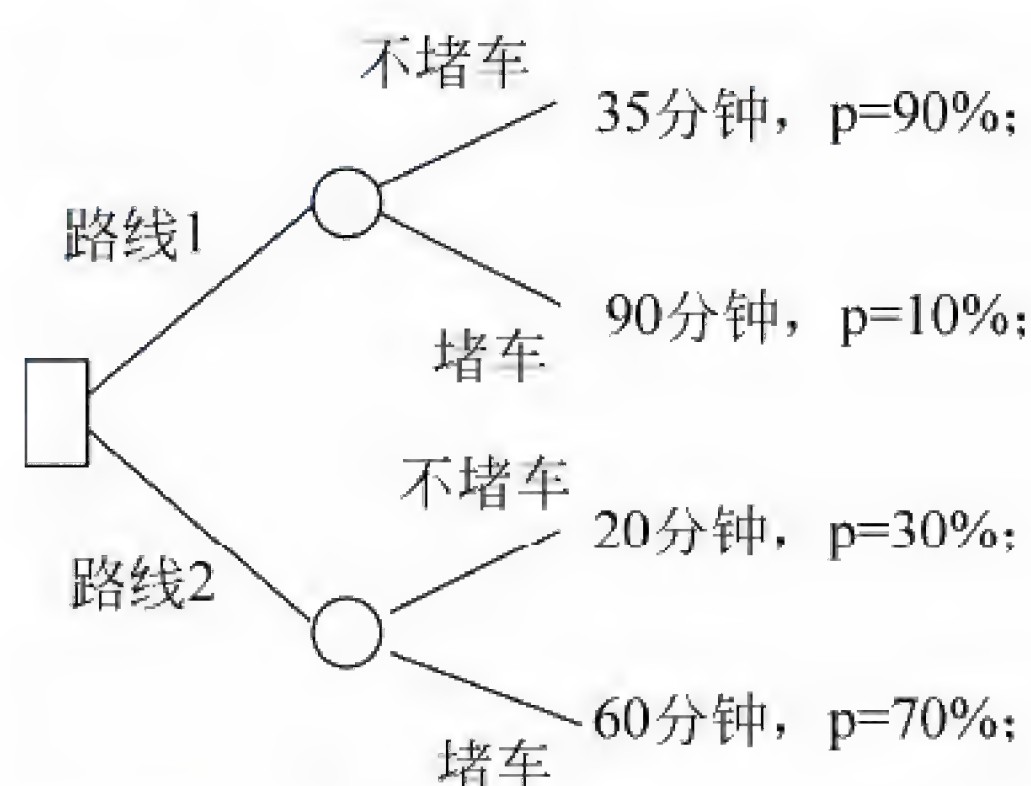 不堵车
35分钟，p=90%;
路线1
90分钟，p=10%;
堵车
不堵车
20分钟，p=30%;
路线2
60分钟，p=70%;
堵车